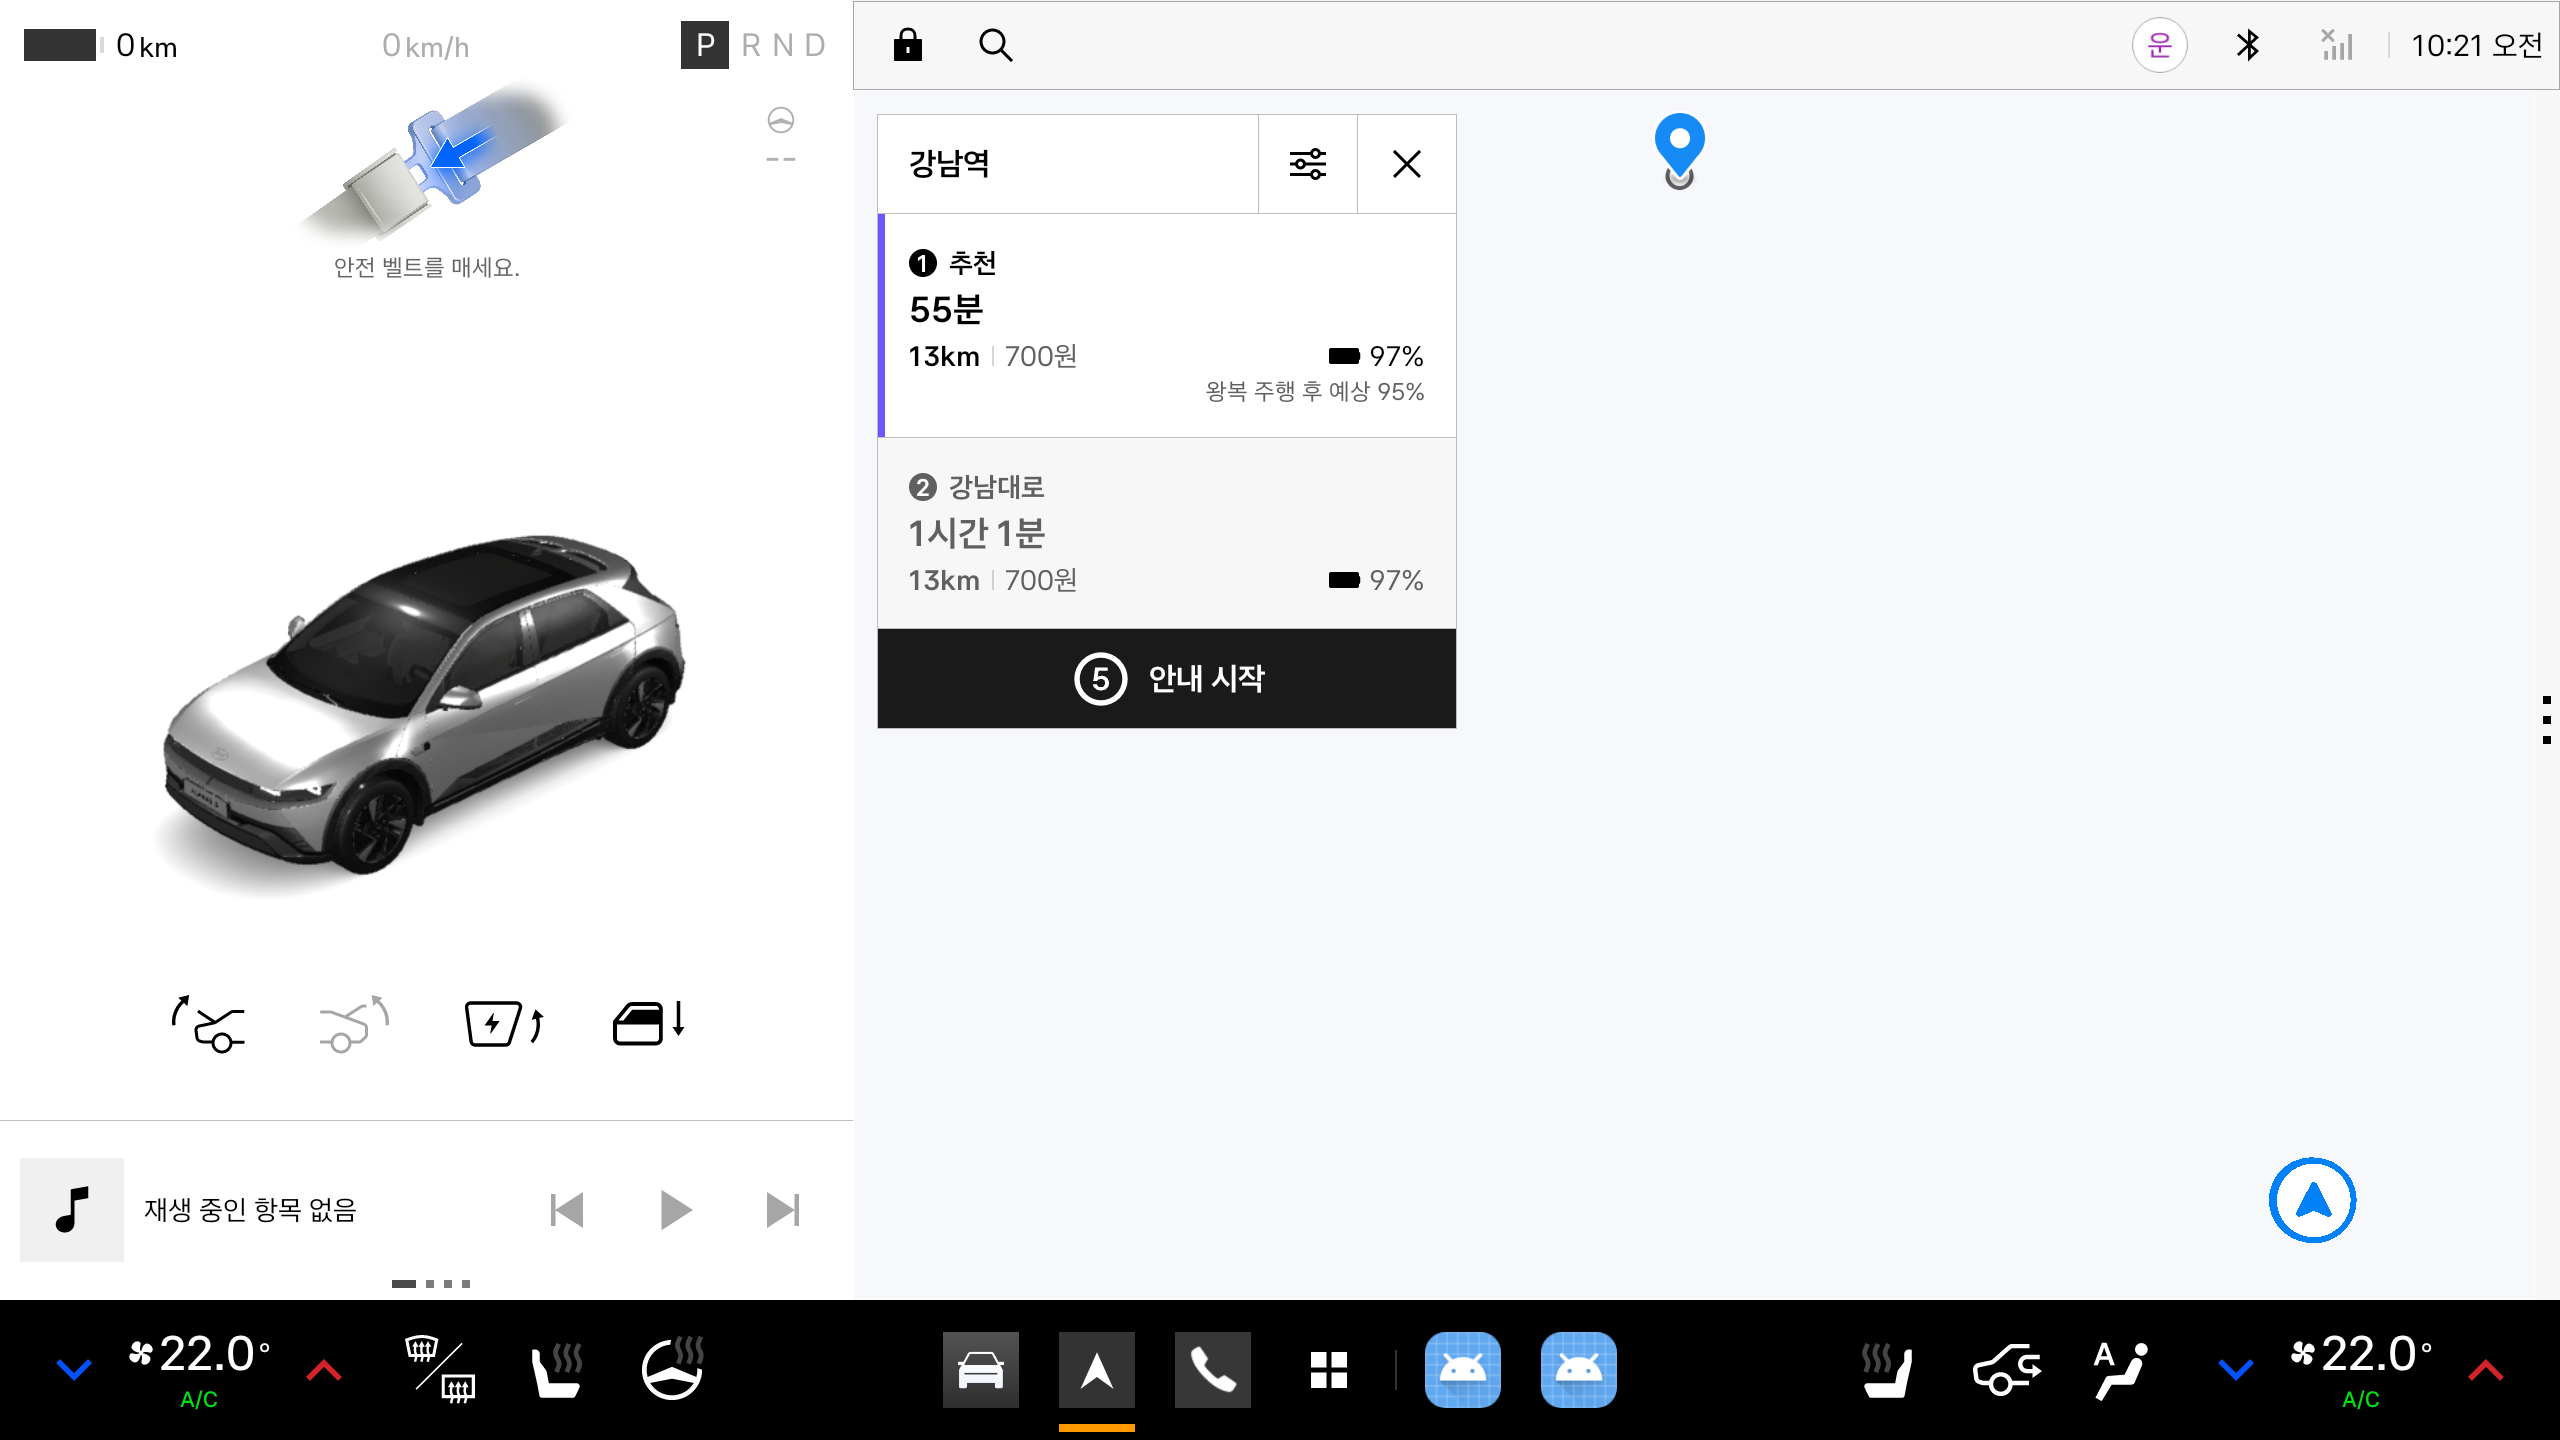 0 km
0 km/h
P R N D
운
10:21 오전
안전 벨트를 매세요.
강남역
1 추천
55분
13km 700원
97%
왕복 주행 후 예상 95%
2 강남대로
1시간 1분
13km 700원
97%
5 안내 시작
재생 중인 항목 없음
22.0°
A/C
A
22.0°
A/C